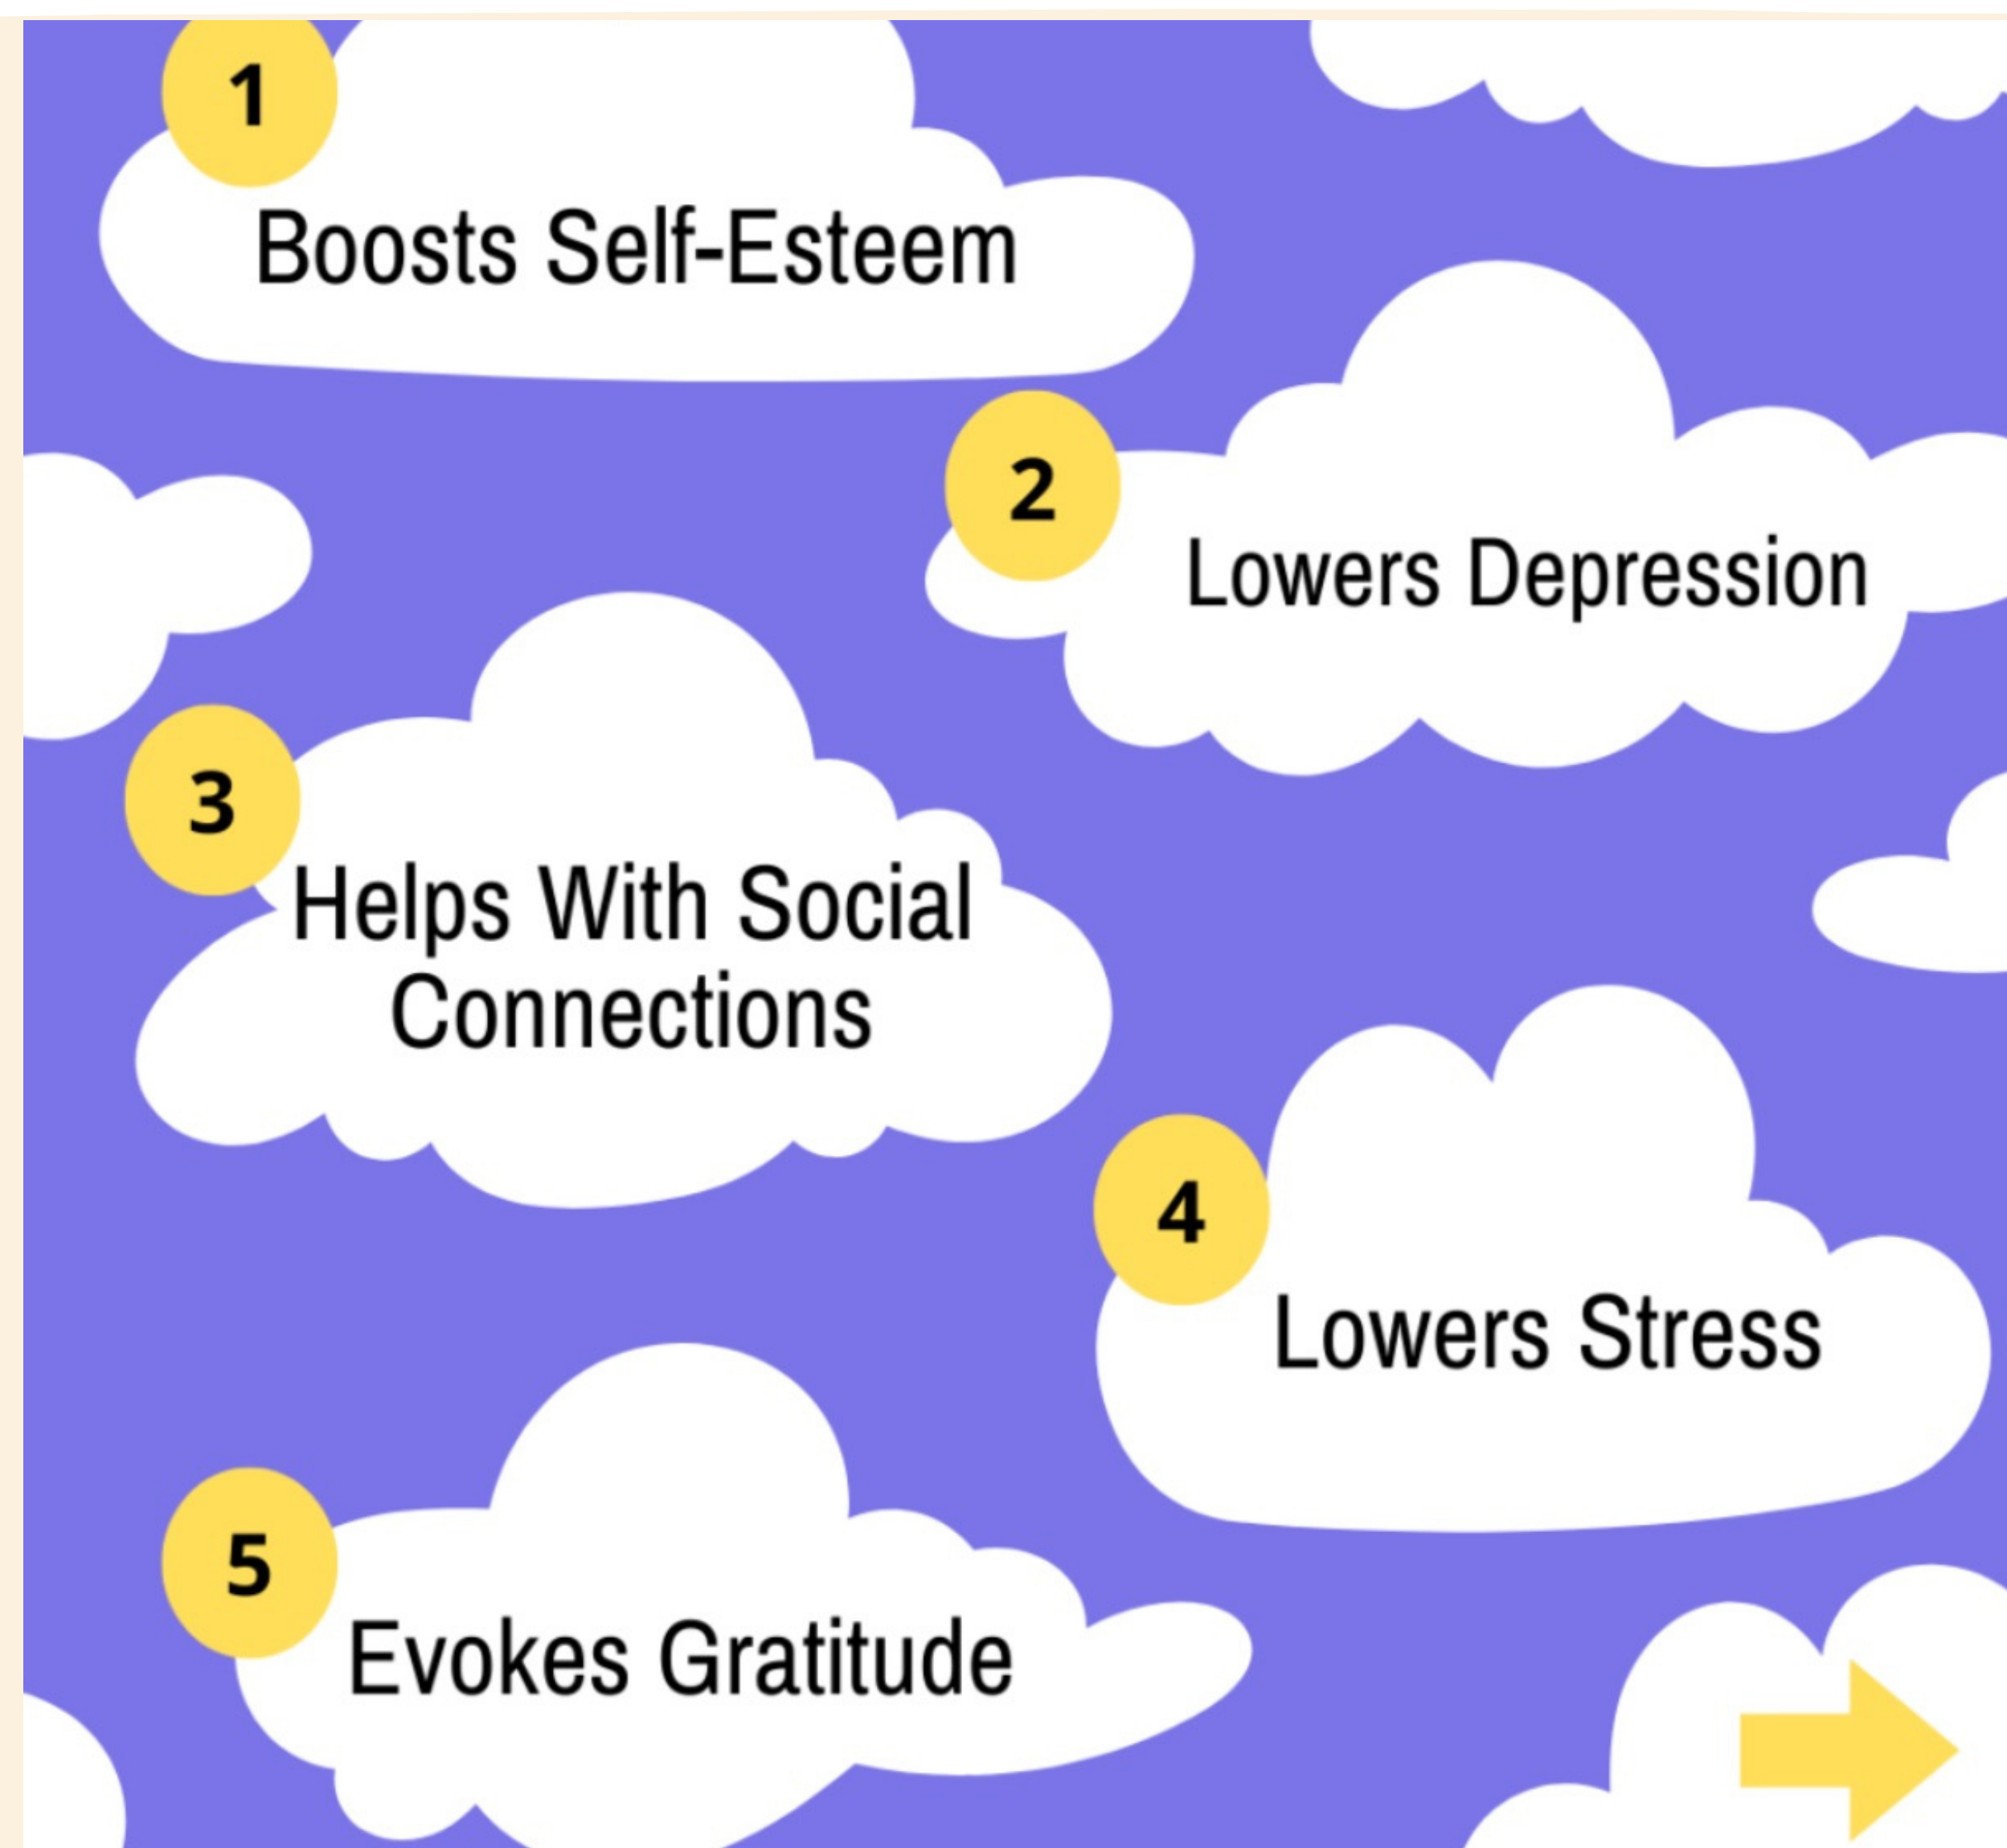 1
Boosts Self-Esteem
2
Lowers Depression
3
Helps With Social
Connections
4
Lowers Stress
5
Evokes Gratitude